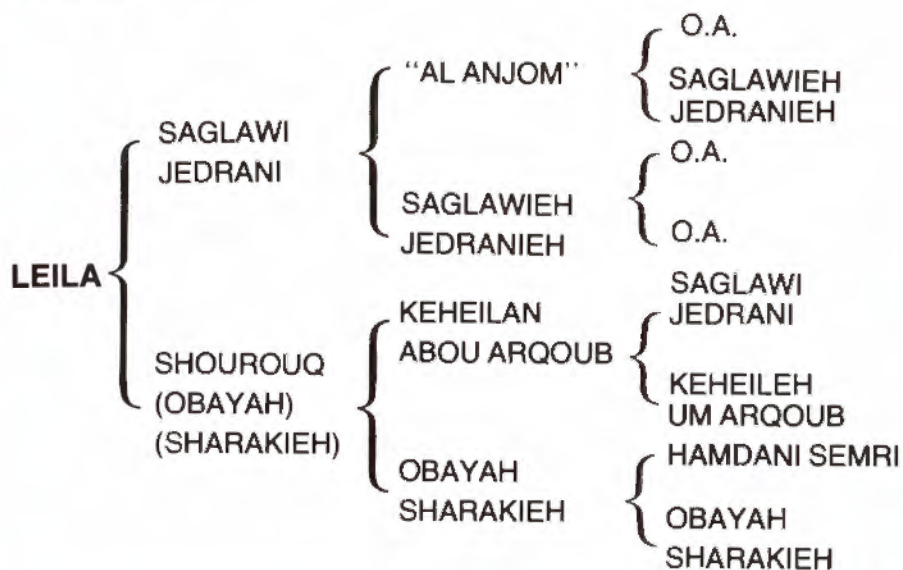 O.A.
"AL ANJOM"
SAGLAWIEH
JEDRANIEH
SAGLAWI
JEDRANI
O.A.
SAGLAWIEH
JEDRANIEH
O.A.
LEILA
SAGLAWI
JEDRANI
KEHEILAN
ABOU ARQOUB
SHOUROUQ
(OBAYAH)
(SHARAKIEH)
KEHEILEH
UM ARQOUB
HAMDANI SEMRI
OBAYAH
SHARAKIEH
OBAYAH
SHARAKIEH